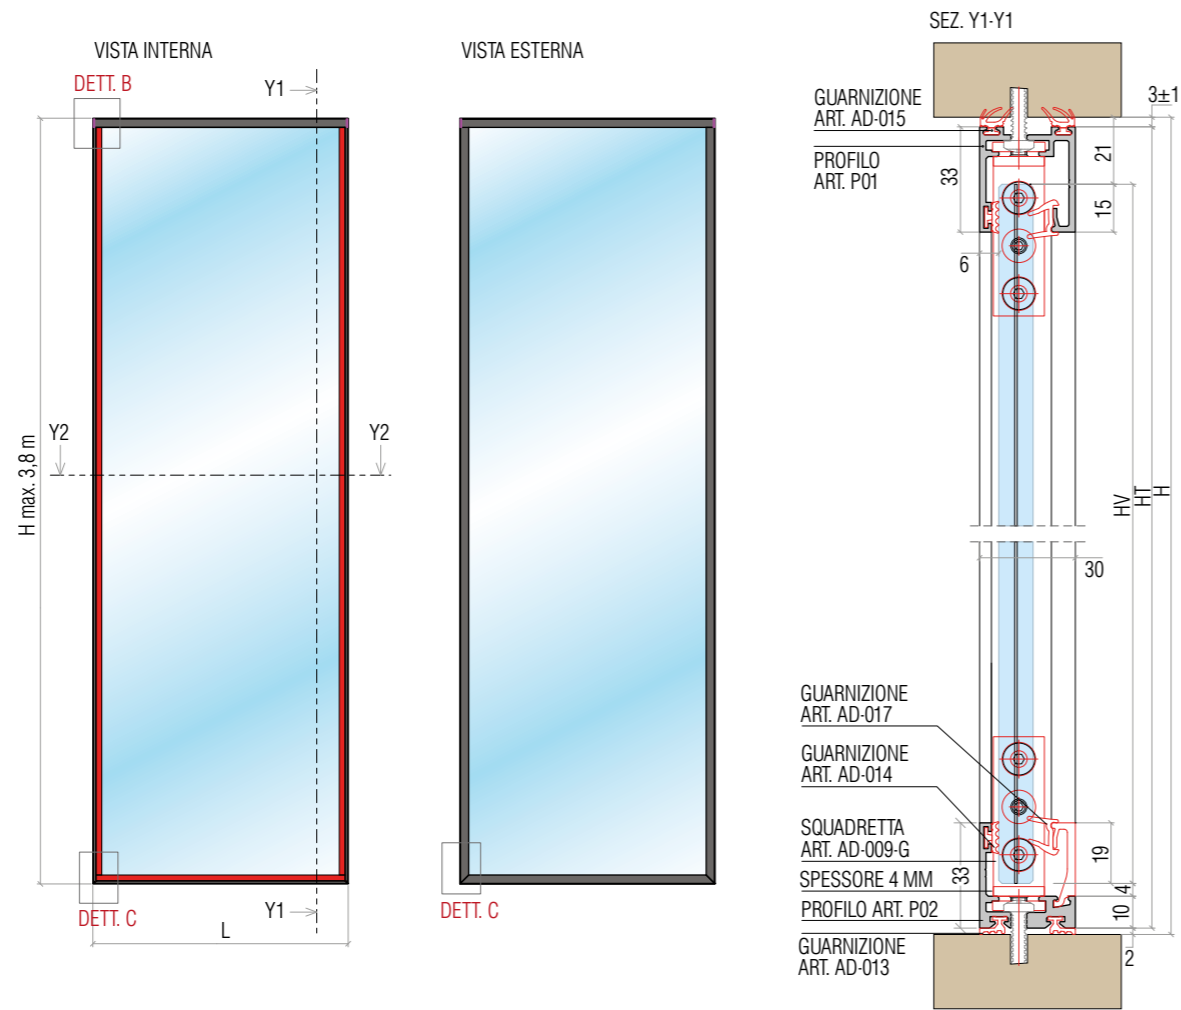 VISTA INTERNA
DETT. B
Y1
Y2
Y2
H max. 3,8 m
DETT. C
Y1
L
VISTA ESTERNA
DETT. C
SEZ. Y1-Y1
GUARNIZIONE
ART. AD-015
PROFILO
ART. P01
3±1
21
33
15
6
HV
HT
H
30
GUARNIZIONE
ART. AD-017
GUARNIZIONE
ART. AD-014
SQUADRETTA
ART. AD-009-G
SPESSORE 4 MM
PROFILO ART. P02
GUARNIZIONE
ART. AD-013
33
19
4
10
2